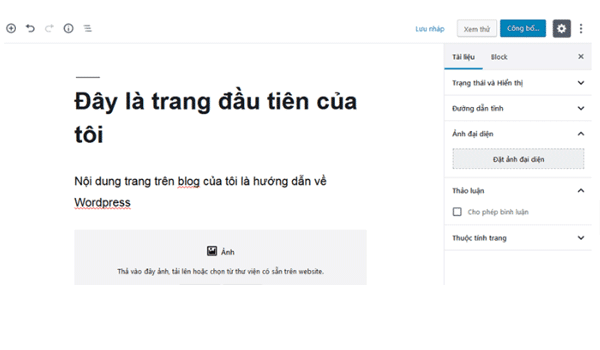 Lưu nháp
Xem thử
Công bố...
Đây là trang đầu tiên của
tôi
Nội dung trang trên blog của tôi là hướng dẫn về
Wordpress
Ảnh
Thả vào đây ảnh, tải lên hoặc chọn từ thư viện có sẵn trên website.
Tài liệu Block
Trạng thái và Hiển thị
Đường dẫn tĩnh
Ảnh đại diện
Đặt ảnh đại diện
Thảo luận
Cho phép bình luận
Thuộc tính trang